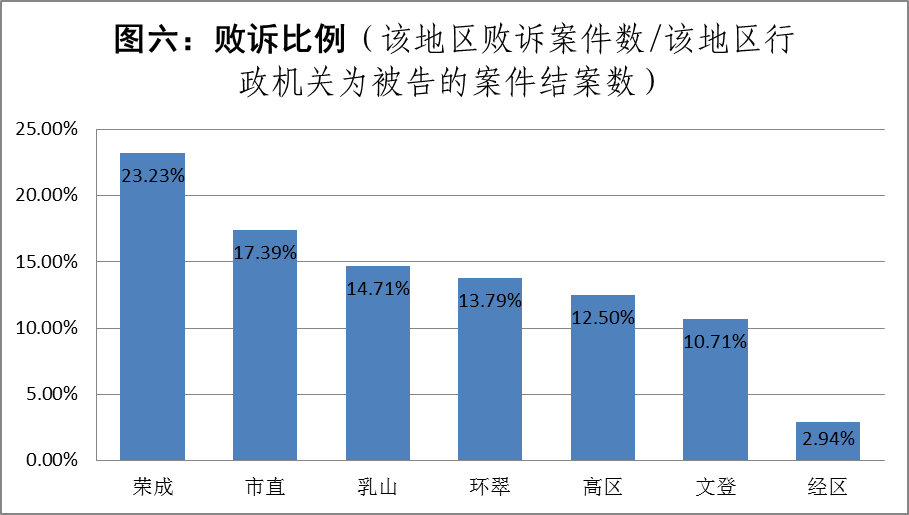 图六：败诉比例（该地区败诉案件数/该地区行
政机关为被告的案件结案数）
25.00%
20.00%
15.00%
10.00%
5.00%
0.00%
23.23%
17.39%
14.71%
13.79%
12.50%
10.71%
2.94%
荣成
市直
乳山
环翠
高区
文登
经区